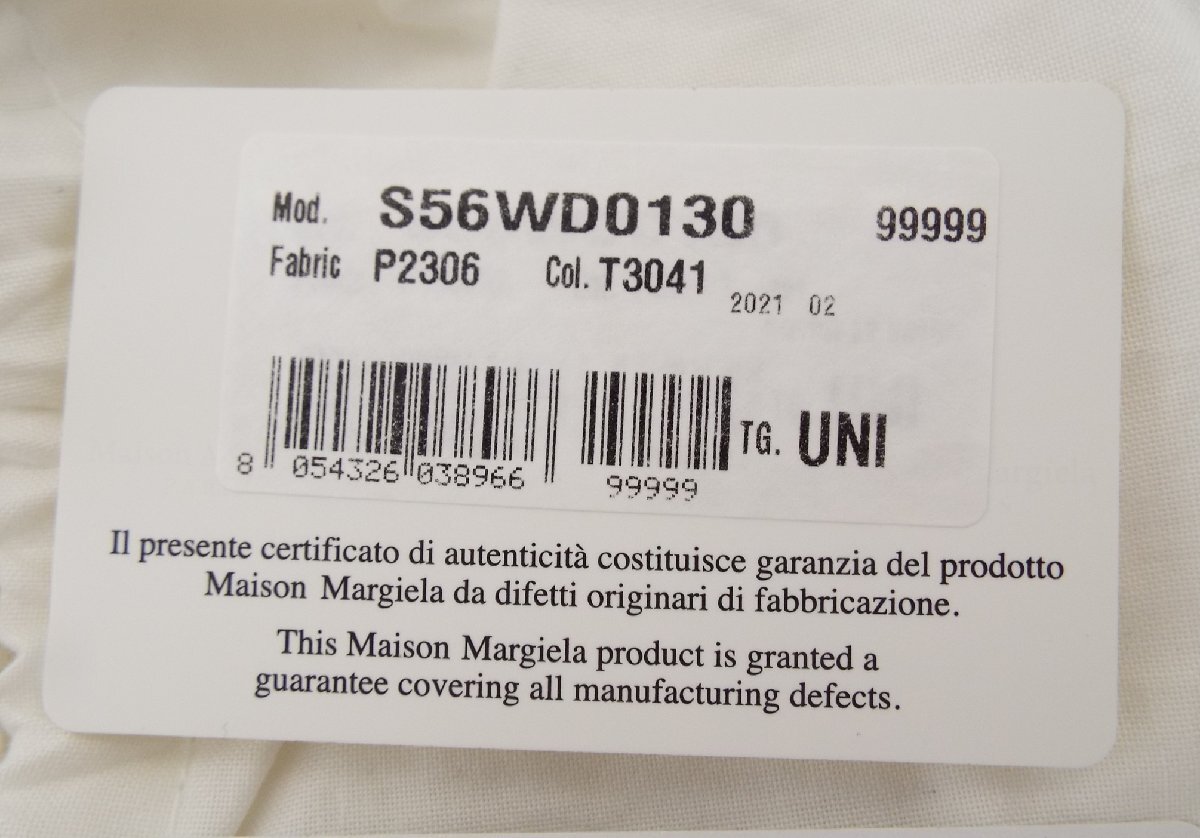 Mod. S56WD0130 99999
Fabric P2306 Col. T3041
2021 02
8 054326 038966 99999
TG. UNI
Il presente certificato di autenticità costituisce garanzia del prodotto
Maison Margiela da difetti originari di fabbricazione.
This Maison Margiela product is granted a
guarantee covering all manufacturing defects.